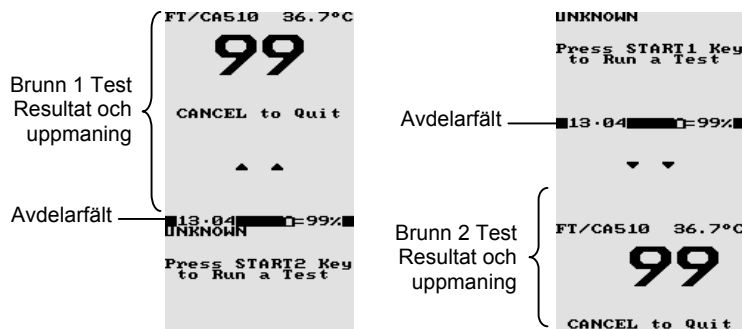 Brunn 1 Test
Resultat och
uppmaning
Avdelarfält
FT/CA510 36.7°C
99
CANCEL to Quit
13·04 =99%
UNKNOWN
Press START2 Key
to Run a Test
Avdelarfält
Brunn 2 Test
Resultat och
uppmaning
UNKNOWN
Press START1 Key
to Run a Test
13·04 =99%
FT/CA510 36.7°C
99
CANCEL to Quit